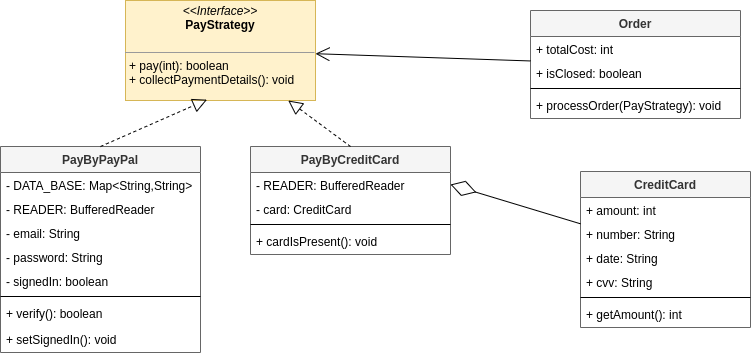 <<Interface>>
PayStrategy
+ pay(int): boolean
+ collectPaymentDetails(): void
Order
+ totalCost: int
+ isClosed: boolean
+ processOrder(PayStrategy): void
PayByPayPal
- DATA_BASE: Map<String,String>
- READER: BufferedReader
- email: String
- password: String
- signedIn: boolean
+ verify(): boolean
+ setSignedIn(): void
PayByCreditCard
- READER: BufferedReader
- card: CreditCard
+ cardIsPresent(): void
CreditCard
+ amount: int
+ number: String
+ date: String
+ cvv: String
+ getAmount(): int